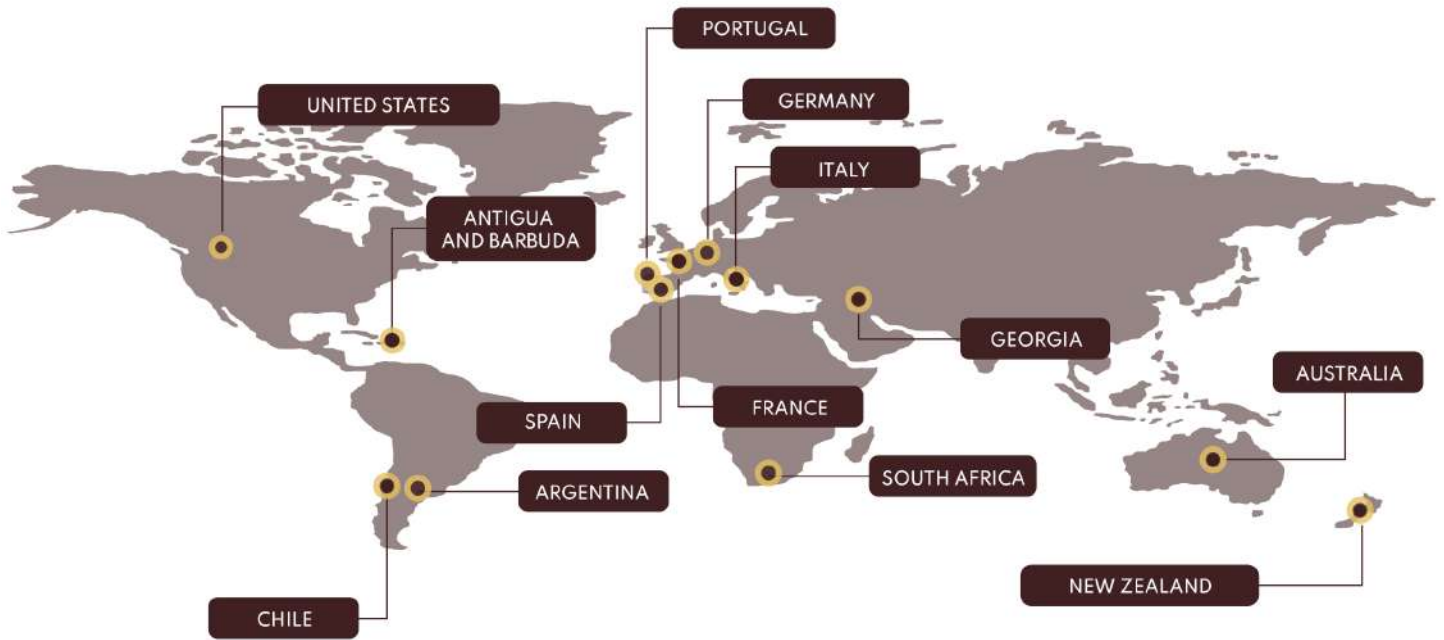 PORTUGAL
UNITED STATES
GERMANY
ITALY
ANTIGUA
AND BARBUDA
GEORGIA
AUSTRALIA
SPAIN
FRANCE
SOUTH AFRICA
ARGENTINA
NEW ZEALAND
CHILE